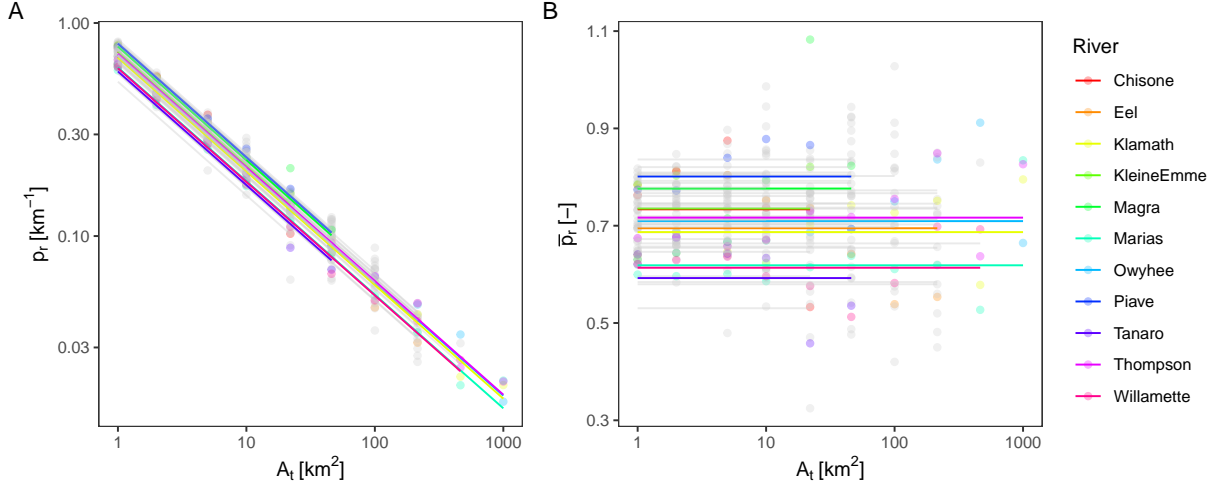 A
1.00
0.30
0.10
0.03
p_r [km^−1]
1
10
100
1000
A_t [km^2]
B
1.1
0.9
0.7
0.5
0.3
p̅_r [-]
1
10
100
1000
A_t [km^2]
River
Chisone
Eel
Klamath
KleineEmme
Magra
Marias
Owyhee
Piave
Tanaro
Thompson
Willamette